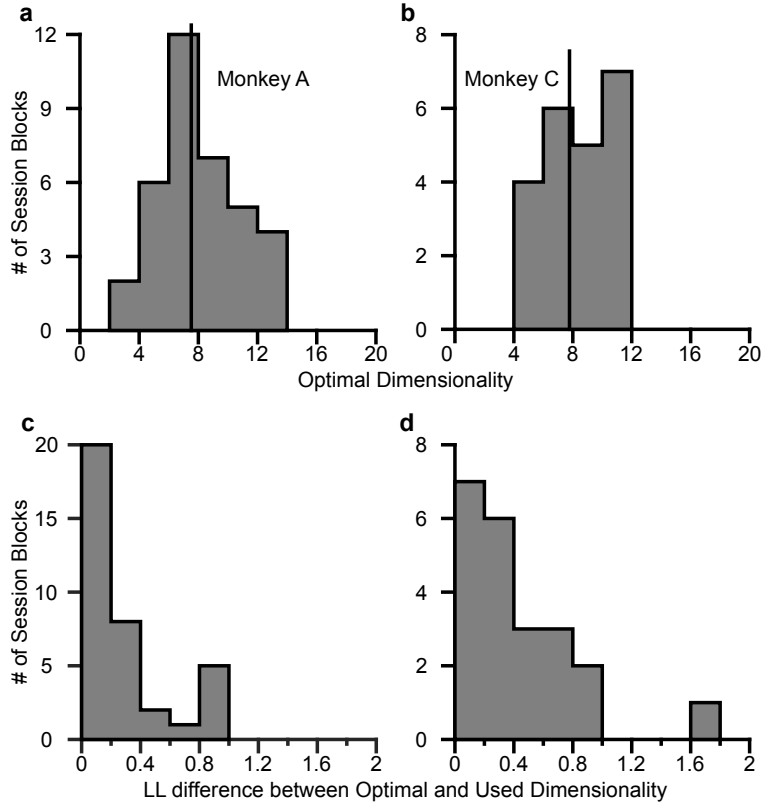 a
b
12
9
6
3
0
# of Session Blocks
Monkey A
0 4 8 12 16 20
8
6
4
2
0
Monkey C
0 4 8 12 16 20
Optimal Dimensionality
c
d
20
15
10
5
0
# of Session Blocks
0 0.4 0.8 1.2 1.6 2
8
6
4
2
0
0 0.4 0.8 1.2 1.6 2
LL difference between Optimal and Used Dimensionality